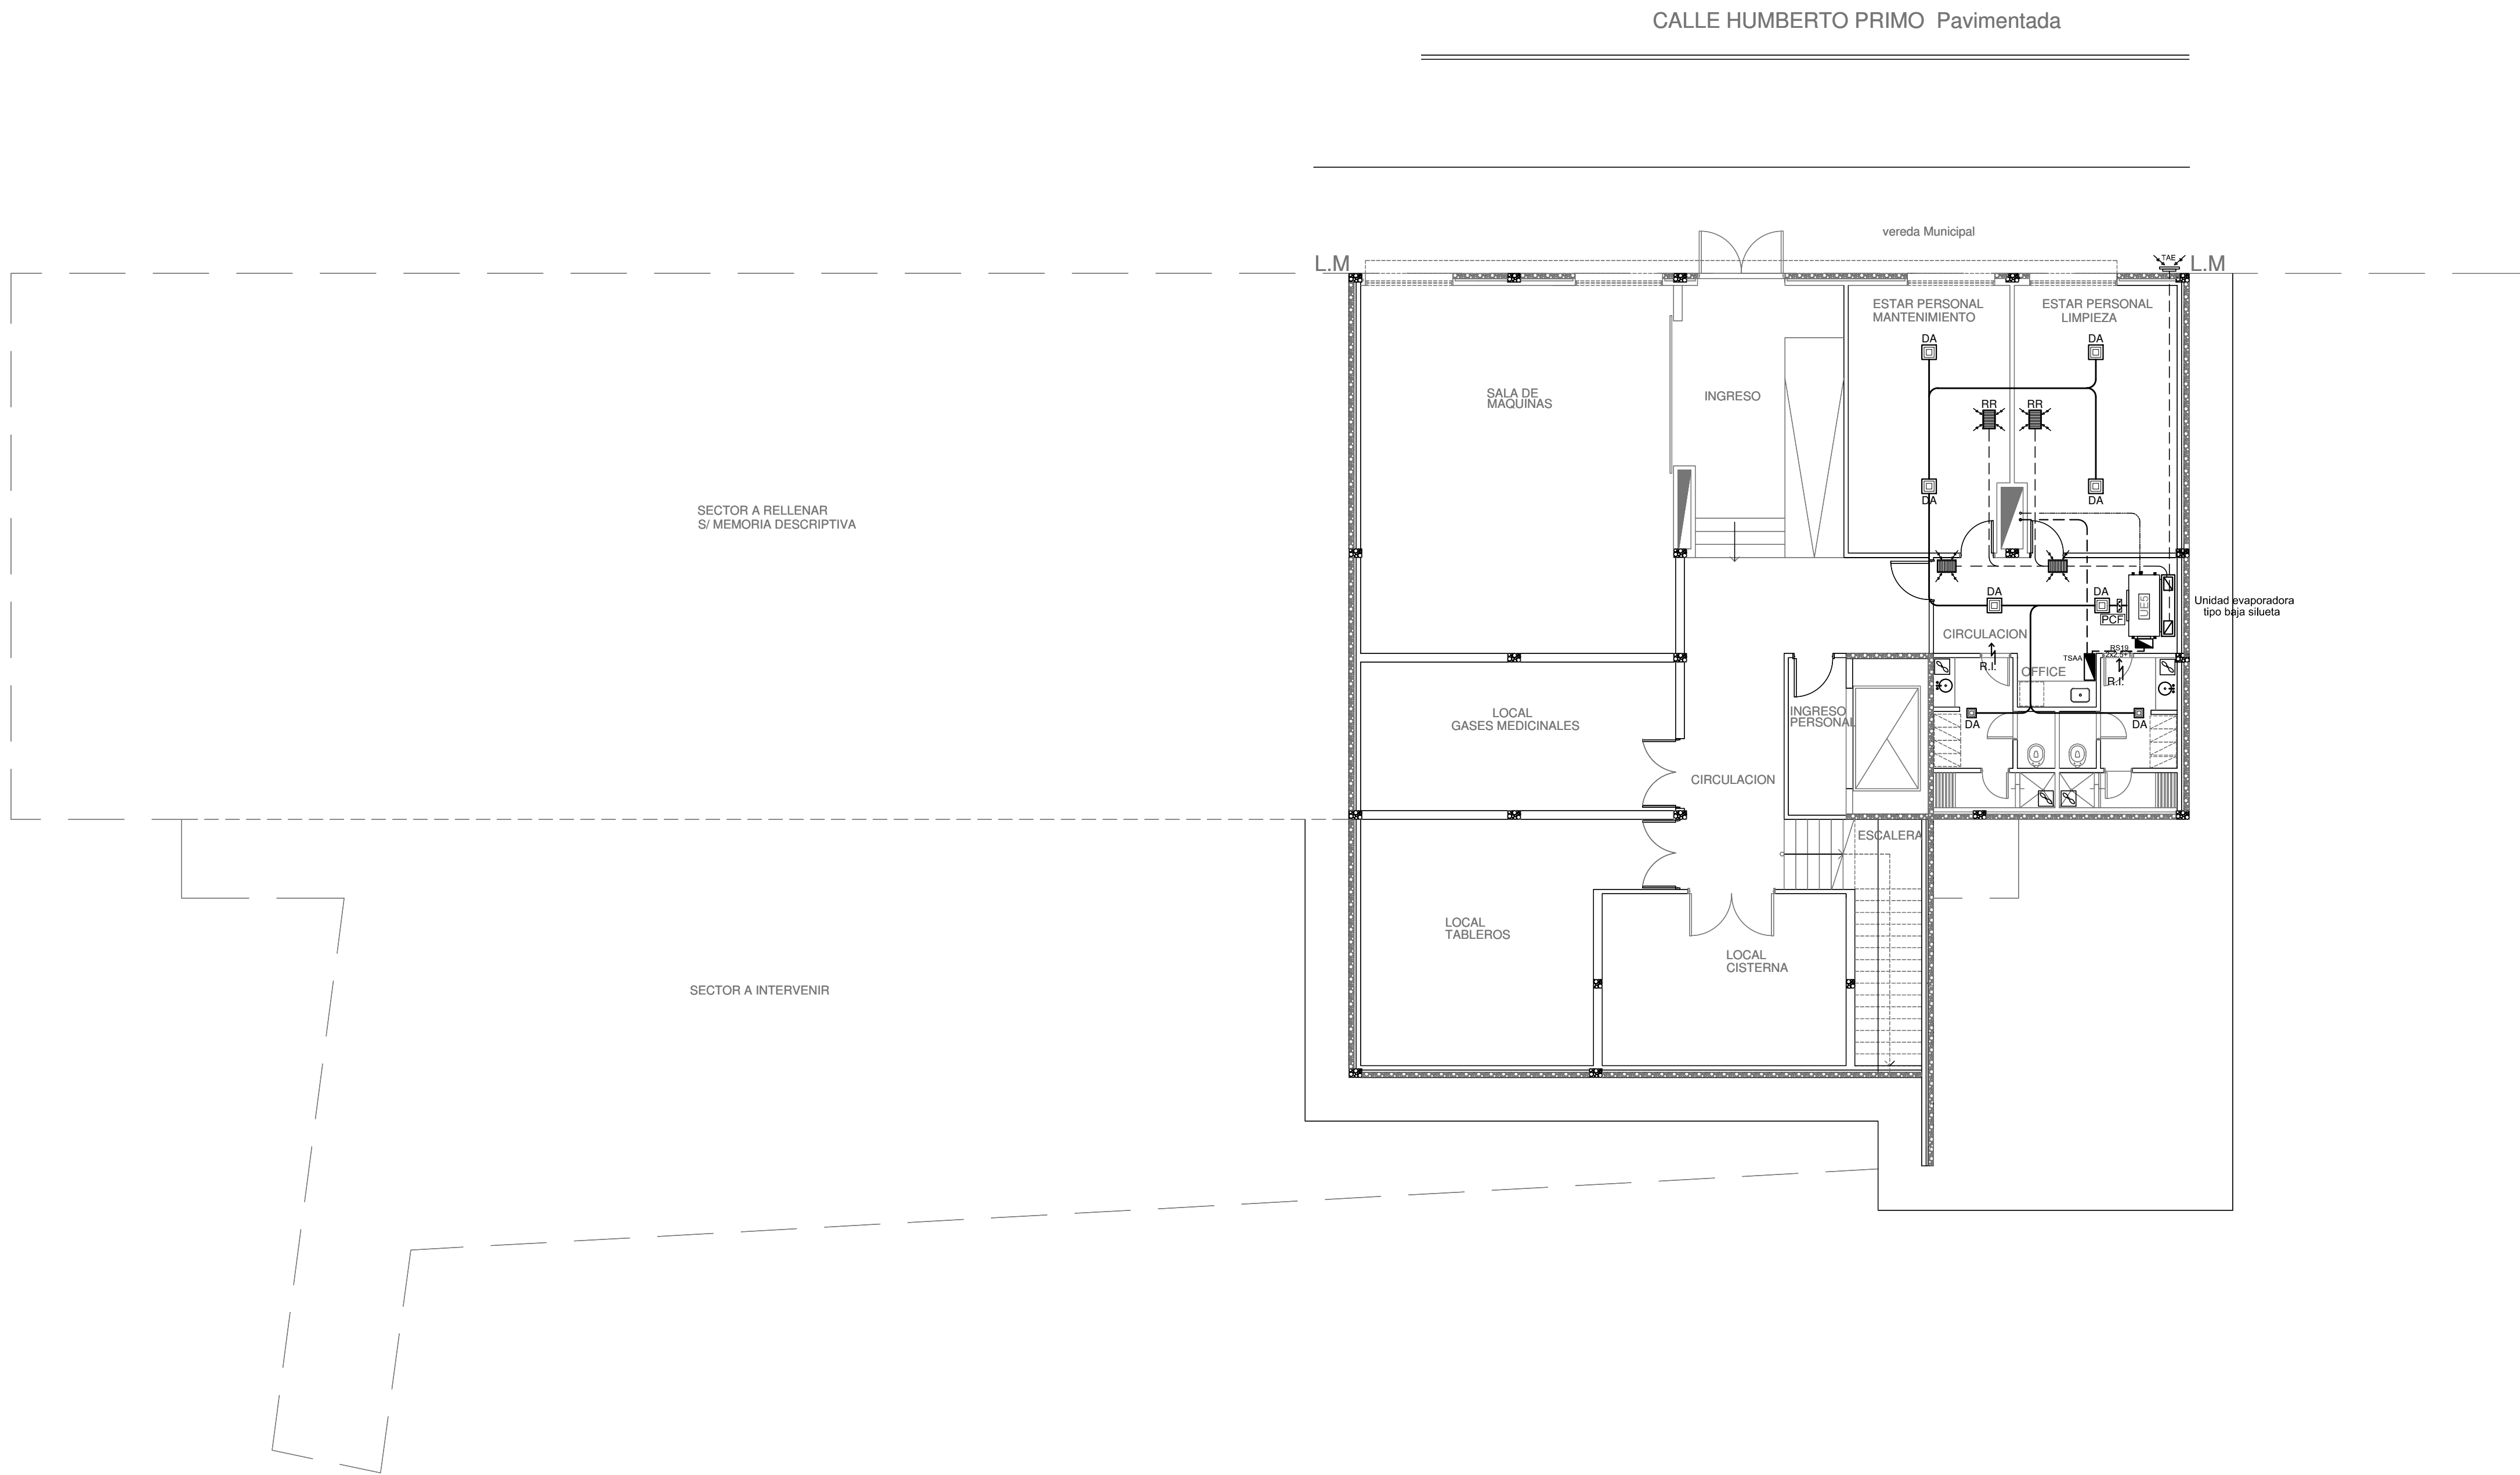 CALLE HUMBERTO PRIMO Pavimentada
vereda Municipal
L.M
TAE
L.M
ESTAR PERSONAL
MANTENIMIENTO
ESTAR PERSONAL
LIMPIEZA
DA
DA
SALA DE
MAQUINAS
INGRESO
RR
RR
DA
DA
SECTOR A RELLENAR
S/ MEMORIA DESCRIPTIVA
DA
DA
UE5
PCF
Unidad evaporadora
tipo baja silueta
CIRCULACION
RS19
TSAA
R.I.
OFFICE
R.I.
LOCAL
GASES MEDICINALES
INGRESO
PERSONAL
DA
DA
CIRCULACION
ESCALERA
LOCAL
TABLEROS
LOCAL
CISTERNA
SECTOR A INTERVENIR